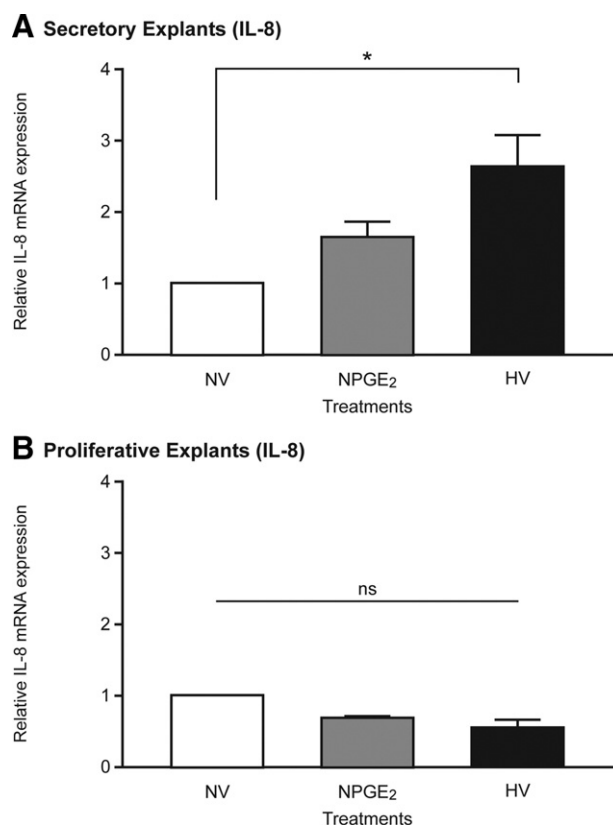 A Secretory Explants (IL-8)
Relative IL-8 mRNA expression
4
3
2
1
0
*
NV NPGE₂ HV
Treatments
B Proliferative Explants (IL-8)
Relative IL-8 mRNA expression
4
3
2
1
0
ns
NV NPGE₂ HV
Treatments